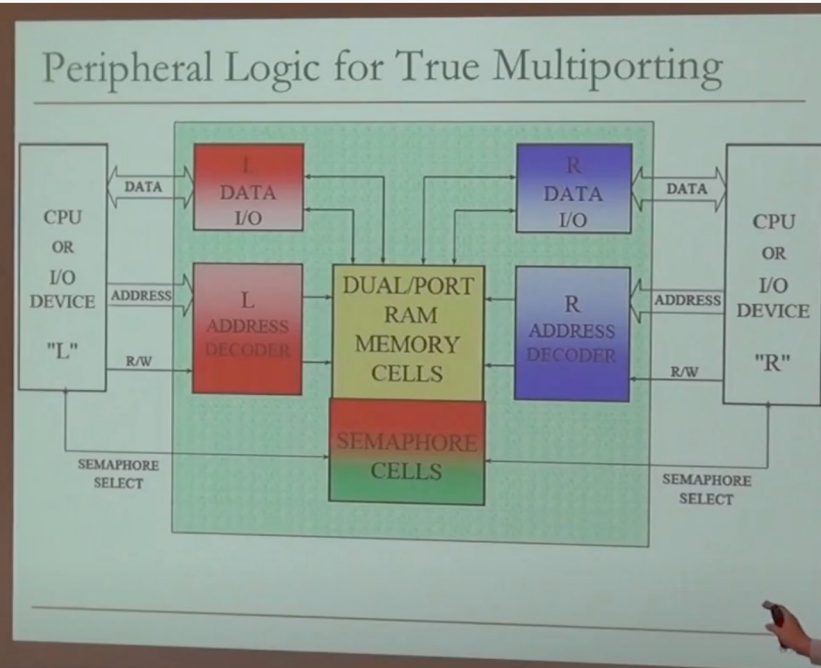 Peripheral Logic for True Multiporting
CPU
OR
I/O
DEVICE
"L"
DATA
ADDRESS
R/W
SEMAPHORE
SELECT
L
DATA
I/O
L
ADDRESS
DECODER
DUAL/PORT
RAM
MEMORY
CELLS
SEMAPHORE
CELLS
R
DATA
I/O
R
ADDRESS
DECODER
DATA
ADDRESS
R/W
SEMAPHORE
SELECT
CPU
OR
I/O
DEVICE
"R"